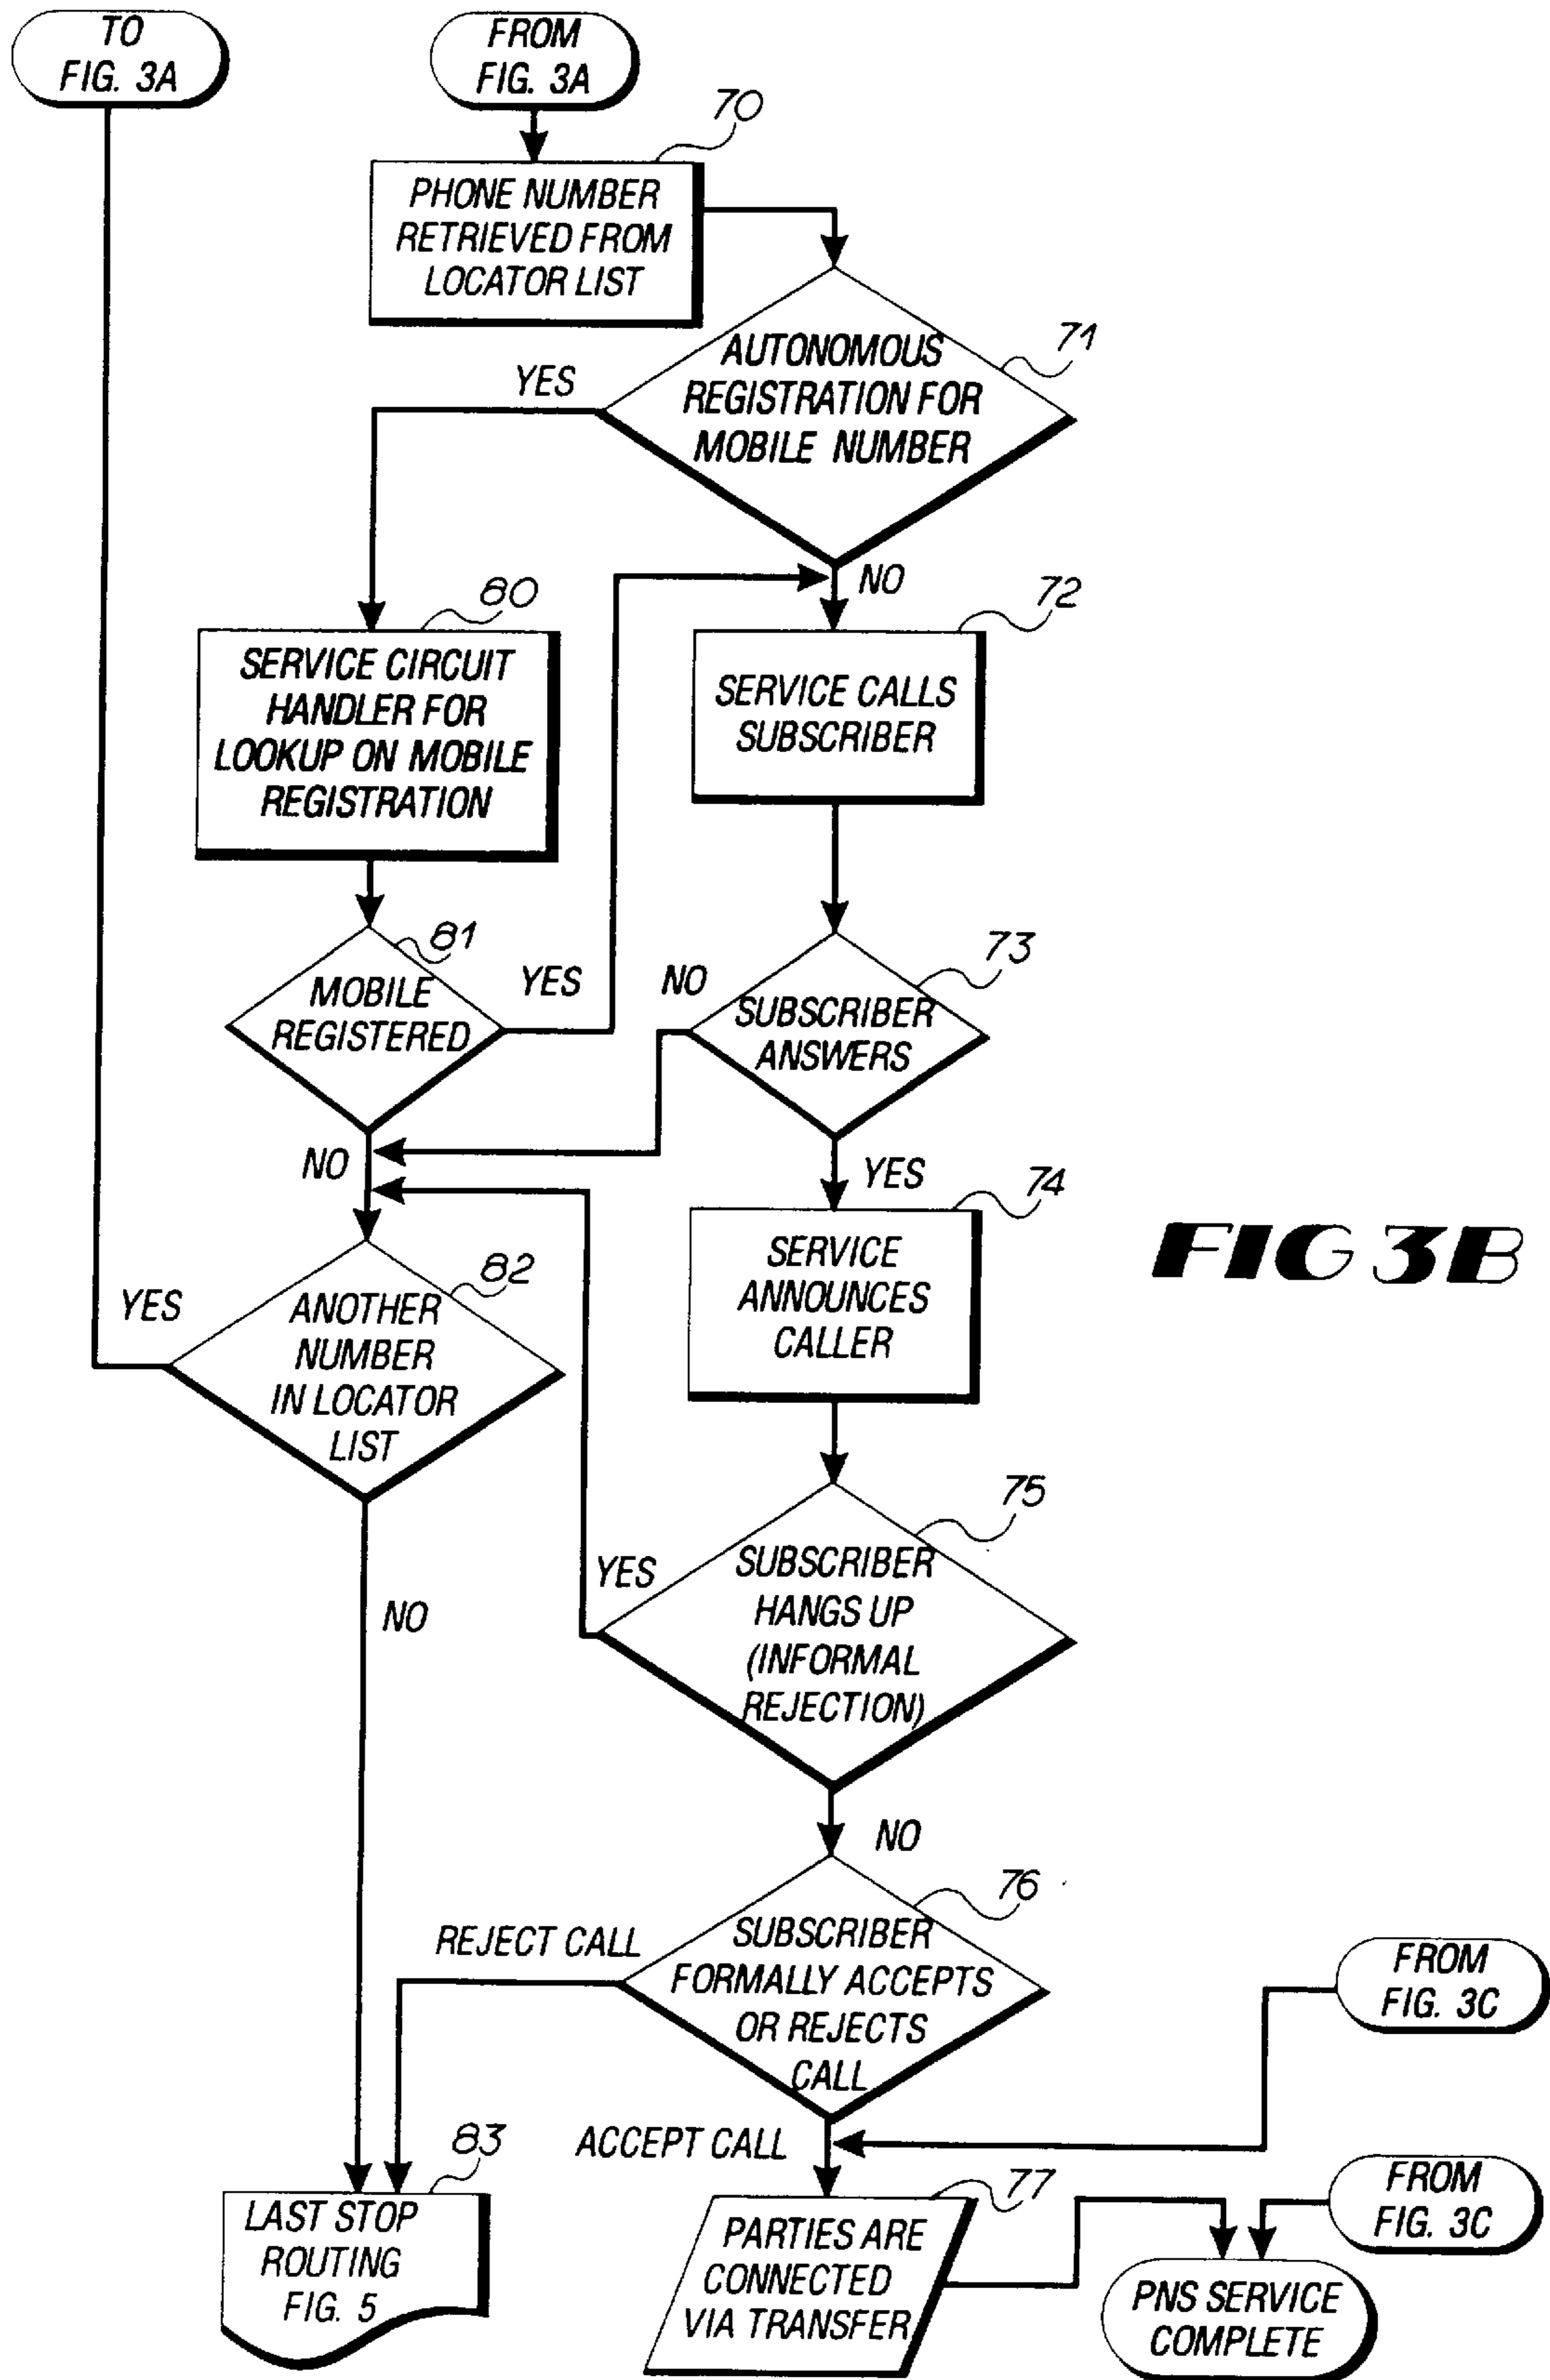 TO
FIG. 3A
FROM
FIG. 3A
70
PHONE NUMBER
RETRIEVED FROM
LOCATOR LIST
71
AUTONOMOUS
REGISTRATION FOR
MOBILE NUMBER
YES
NO
80
SERVICE CIRCUIT
HANDLER FOR
LOOKUP ON MOBILE
REGISTRATION
72
SERVICE CALLS
SUBSCRIBER
81
MOBILE
REGISTERED
YES
NO
73
SUBSCRIBER
ANSWERS
NO
YES
74
SERVICE
ANNOUNCES
CALLER
FIG 3B
82
YES
ANOTHER
NUMBER
IN LOCATOR
LIST
NO
75
YES
SUBSCRIBER
HANGS UP
(INFORMAL
REJECTION)
NO
76
REJECT CALL
SUBSCRIBER
FORMALLY ACCEPTS
OR REJECTS
CALL
FROM
FIG. 3C
ACCEPT CALL
83
LAST STOP
ROUTING
FIG. 5
77
PARTIES ARE
CONNECTED
VIA TRANSFER
FROM
FIG. 3C
PNS SERVICE
COMPLETE